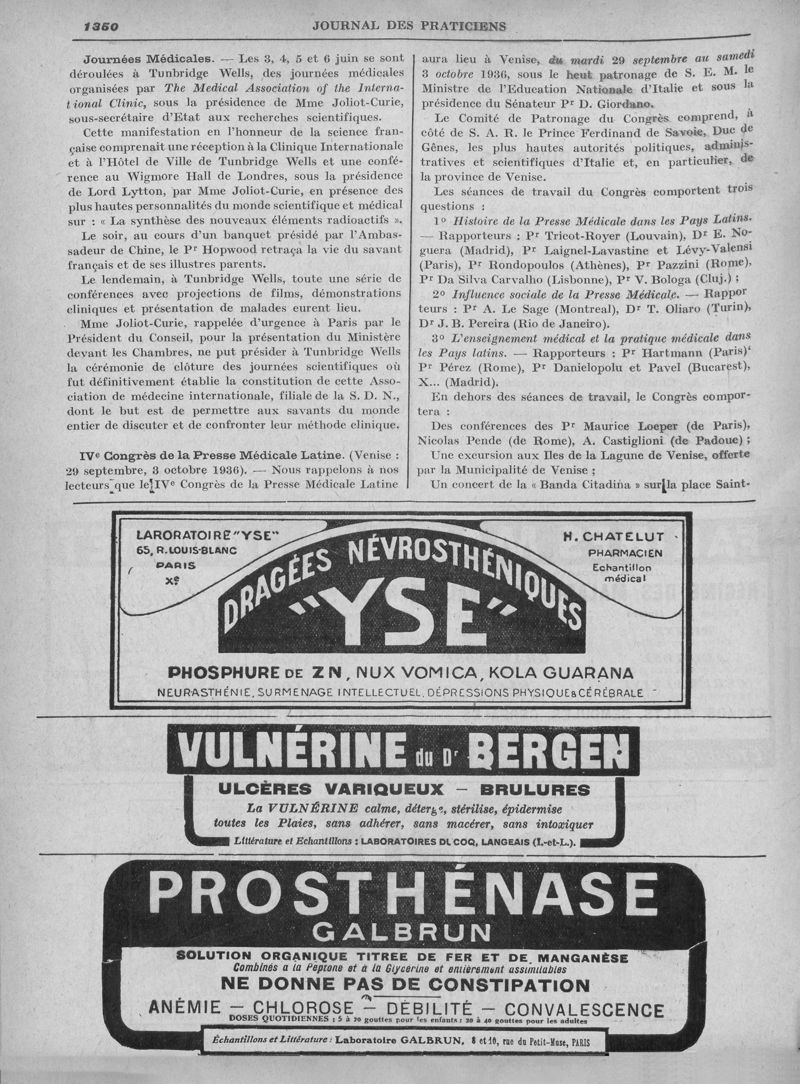 1350
JOURNAL DES PRATICIENS
Journées Médicales. — Les 3, 4, 5 et 6 juin se sont
déroulées à Tunbridge Wells, des journées médicales
organisées par The Medical Association of the Interna-
tional Clinic, sous la présidence de Mme Joliot-Curie,
sous-secrétaire d'Etat aux recherches scientifiques.
Cette manifestation en l'honneur de la science fran-
çaise comprenait une réception à la Clinique Internationale
et à l'Hôtel de Ville de Tunbridge Wells et une confé-
rence au Wigmore Hall de Londres, sous la présidence
de Lord Lytton, par Mme Joliot-Curie, en présence des
plus hautes personnalités du monde scientifique et médical
sur : « La synthèse des nouveaux éléments radioactifs ».
Le soir, au cours d'un banquet présidé par l'Ambas-
sadeur de Chine, le Pr Hopwood retraça la vie du savant
français et de ses illustres parents.
Le lendemain, à Tunbridge Wells, toute une série de
conférences avec projections de films, démonstrations
cliniques et présentation de malades eurent lieu.
Mme Joliot-Curie, rappelée d'urgence à Paris par le
Président du Conseil, pour la présentation du Ministère
devant les Chambres, ne put présider à Tunbridge Wells
la cérémonie de clôture des journées scientifiques où
fut définitivement établie la constitution de cette Asso-
ciation de médecine internationale, filiale de la S. D. N.,
dont le but est de permettre aux savants du monde
entier de discuter et de confronter leur méthode clinique.
IVe Congrès de la Presse Médicale Latine. (Venise :
29 septembre, 3 octobre 1936). — Nous rappelons à nos
lecteurs que le IVe Congrès de la Presse Médicale Latine
aura lieu à Venise, du mardi 29 septembre au samedi
3 octobre 1936, sous le heut patronage de S. E. M. le
Ministre de l'Education Nationale d'Italie et sous la
présidence du Sénateur Pr D. Giordano.
Le Comité de Patronage du Congrès comprend, à
côté de S. A. R. le Prince Ferdinand de Savoie, Duc de
Gênes, les plus hautes autorités politiques, adminis-
tratives et scientifiques d'Italie et, en particulier, de
la province de Venise.
Les séances de travail du Congrès comportent trois
questions :
1o Histoire de la Presse Médicale dans les Pays Latins.
— Rapporteurs : Pr Tricot-Royer (Louvain), Dr E. No-
guera (Madrid), Pr Laignel-Lavastine et Lévy-Valensi
(Paris), Pr Rondopoulos (Athènes), Pr Pazzini (Rome),
Pr Da Silva Carvalho (Lisbonne), Pr V. Bologa (Cluj.) ;
2o Influence sociale de la Presse Médicale. — Rappor
teurs : Pr A. Le Sage (Montreal), Dr T. Oliaro (Turin),
Dr J. B. Pereira (Rio de Janeiro).
3o L'enseignement médical et la pratique médicale dans
les Pays latins. — Rapporteurs : Pr Hartmann (Paris)
Pr Pérez (Rome), Pr Danielopolu et Pavel (Bucarest),
X... (Madrid).
En dehors des séances de travail, le Congrès compor-
tera :
Des conférences des Pr Maurice Loeper (de Paris),
Nicolas Pende (de Rome), A. Castiglioni (de Padoue) ;
Une excursion aux Iles de la Lagune de Venise, offerte
par la Municipalité de Venise ;
Un concert de la « Banda Citadina » sur la place Saint-
LARORATOIRE "YSE"
65, R. LOUIS-BLANC
PARIS
Xe
H. CHATELUT
PHARMACIEN
Echantillon
médical
DRAGÉES NÉVROSTHÉNIQUES
"YSE"
PHOSPHURE DE ZN, NUX VOMICA, KOLA GUARANA
NEURASTHÉNIE, SURMENAGE INTELLECTUEL, DÉPRESSIONS PHYSIQUE & CÉRÉBRALE
VULNÉRINE du Dr BERGEN
ULCÈRES VARIQUEUX — BRULURES
La VULNÉRINE calme, déterge, stérilise, épidermise
toutes les Plaies, sans adhérer, sans macérer, sans intoxiquer
Littérature et Echantillons : LABORATOIRES DU COQ, LANGEAIS (I.-et-L.).
PROSTHÉNASE
GALBRUN
SOLUTION ORGANIQUE TITREE DE FER ET DE MANGANÈSE
Combinés a la Peptone et à la Glycerine et entièrement assimilables
NE DONNE PAS DE CONSTIPATION
ANÉMIE — CHLOROSE — DÉBILITÉ — CONVALESCENCE
DOSES QUOTIDIENNES : 5 à 20 gouttes pour les enfants ; 20 à 40 gouttes pour les adultes
Échantillons et Littérature : Laboratoire GALBRUN, 8 et 10, rue du Petit-Musc, PARIS